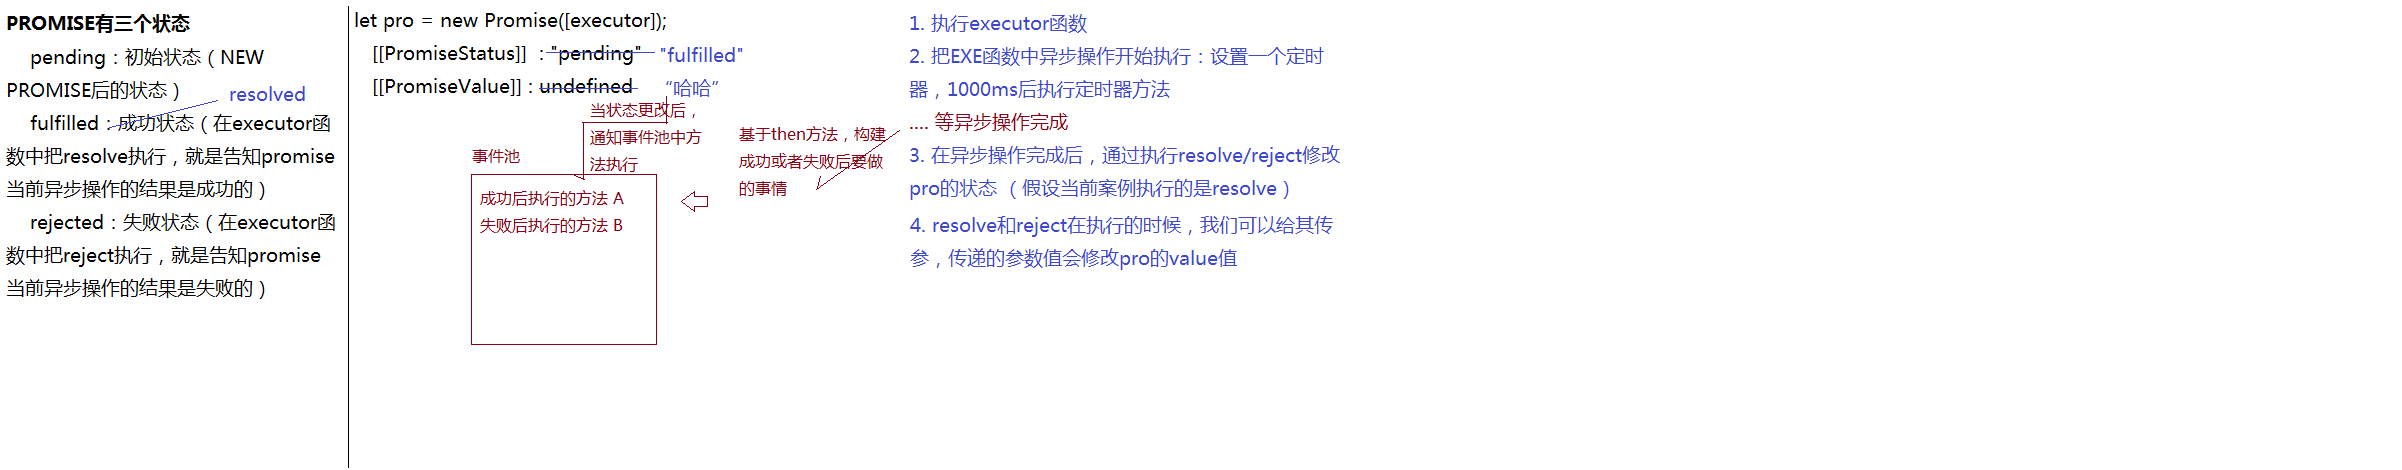 PROMISE有三个状态
pending：初始状态（NEW
PROMISE后的状态）
resolved
fulfilled：成功状态（在executor函
数中把resolve执行，就是告知promise
当前异步操作的结果是成功的）
rejected：失败状态（在executor函
数中把reject执行，就是告知promise
当前异步操作的结果是失败的）
let pro = new Promise([executor]);
[[PromiseStatus]] ："pending" "fulfilled"
[[PromiseValue]]：undefined “哈哈”
当状态更改后，
通知事件池中方
法执行
事件池
成功后执行的方法 A
失败后执行的方法 B
基于then方法，构建
成功或者失败后要做
的事情
1. 执行executor函数
2. 把EXE函数中异步操作开始执行：设置一个定时
器，1000ms后执行定时器方法
.... 等异步操作完成
3. 在异步操作完成后，通过执行resolve/reject修改
pro的状态 （假设当前案例执行的是resolve）
4. resolve和reject在执行的时候，我们可以给其传
参，传递的参数值会修改pro的value值